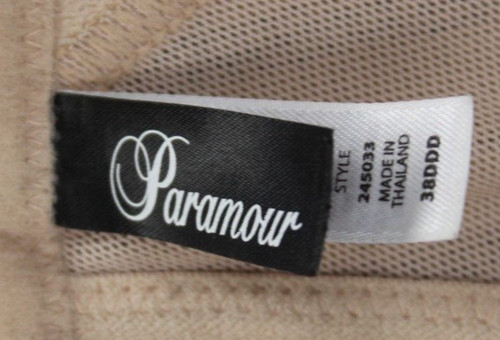 Paramour
STYLE
245033
MADE IN
THAILAND
38DDD